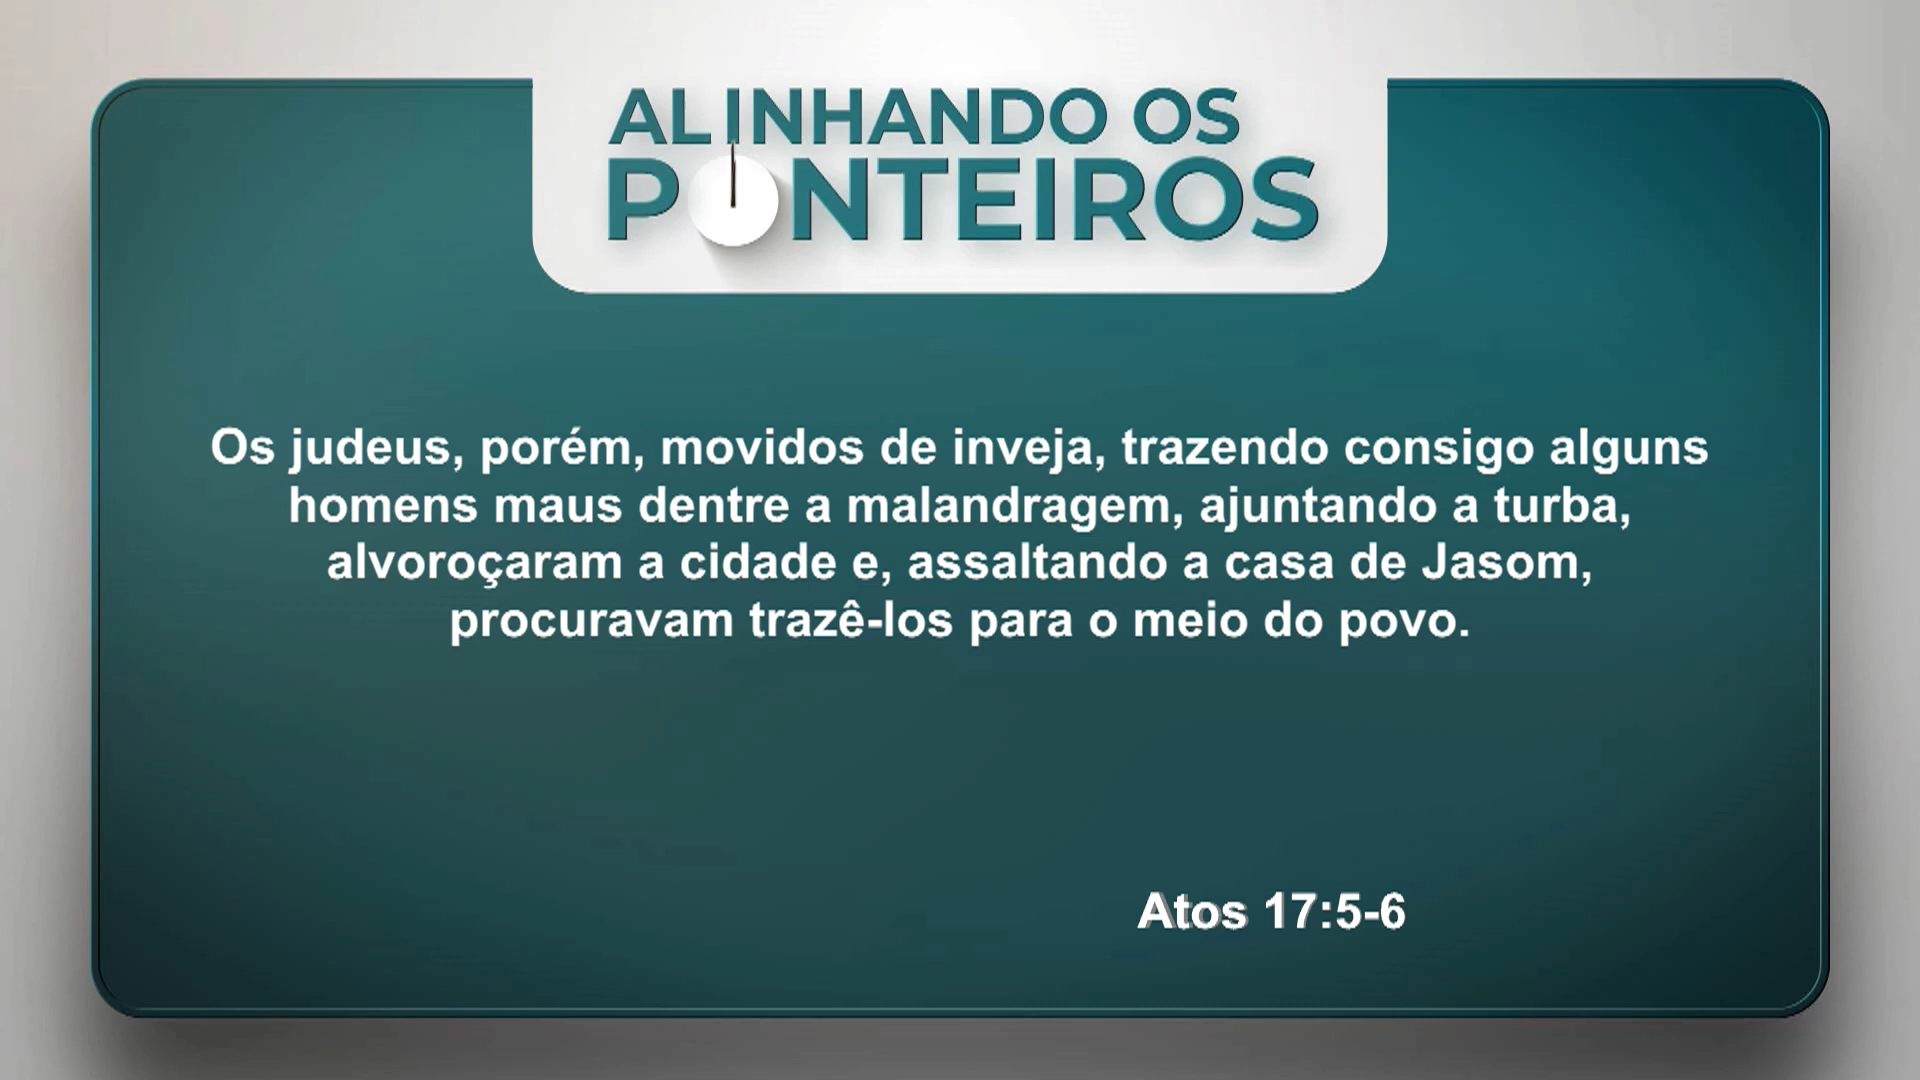 ALINHANDO OS
PONTEIROS
Os judeus, porém, movidos de inveja, trazendo consigo alguns
homens maus dentre a malandragem, ajuntando a turba,
alvoroçaram a cidade e, assaltando a casa de Jasom,
procuravam trazê-los para o meio do povo.
Atos 17:5-6